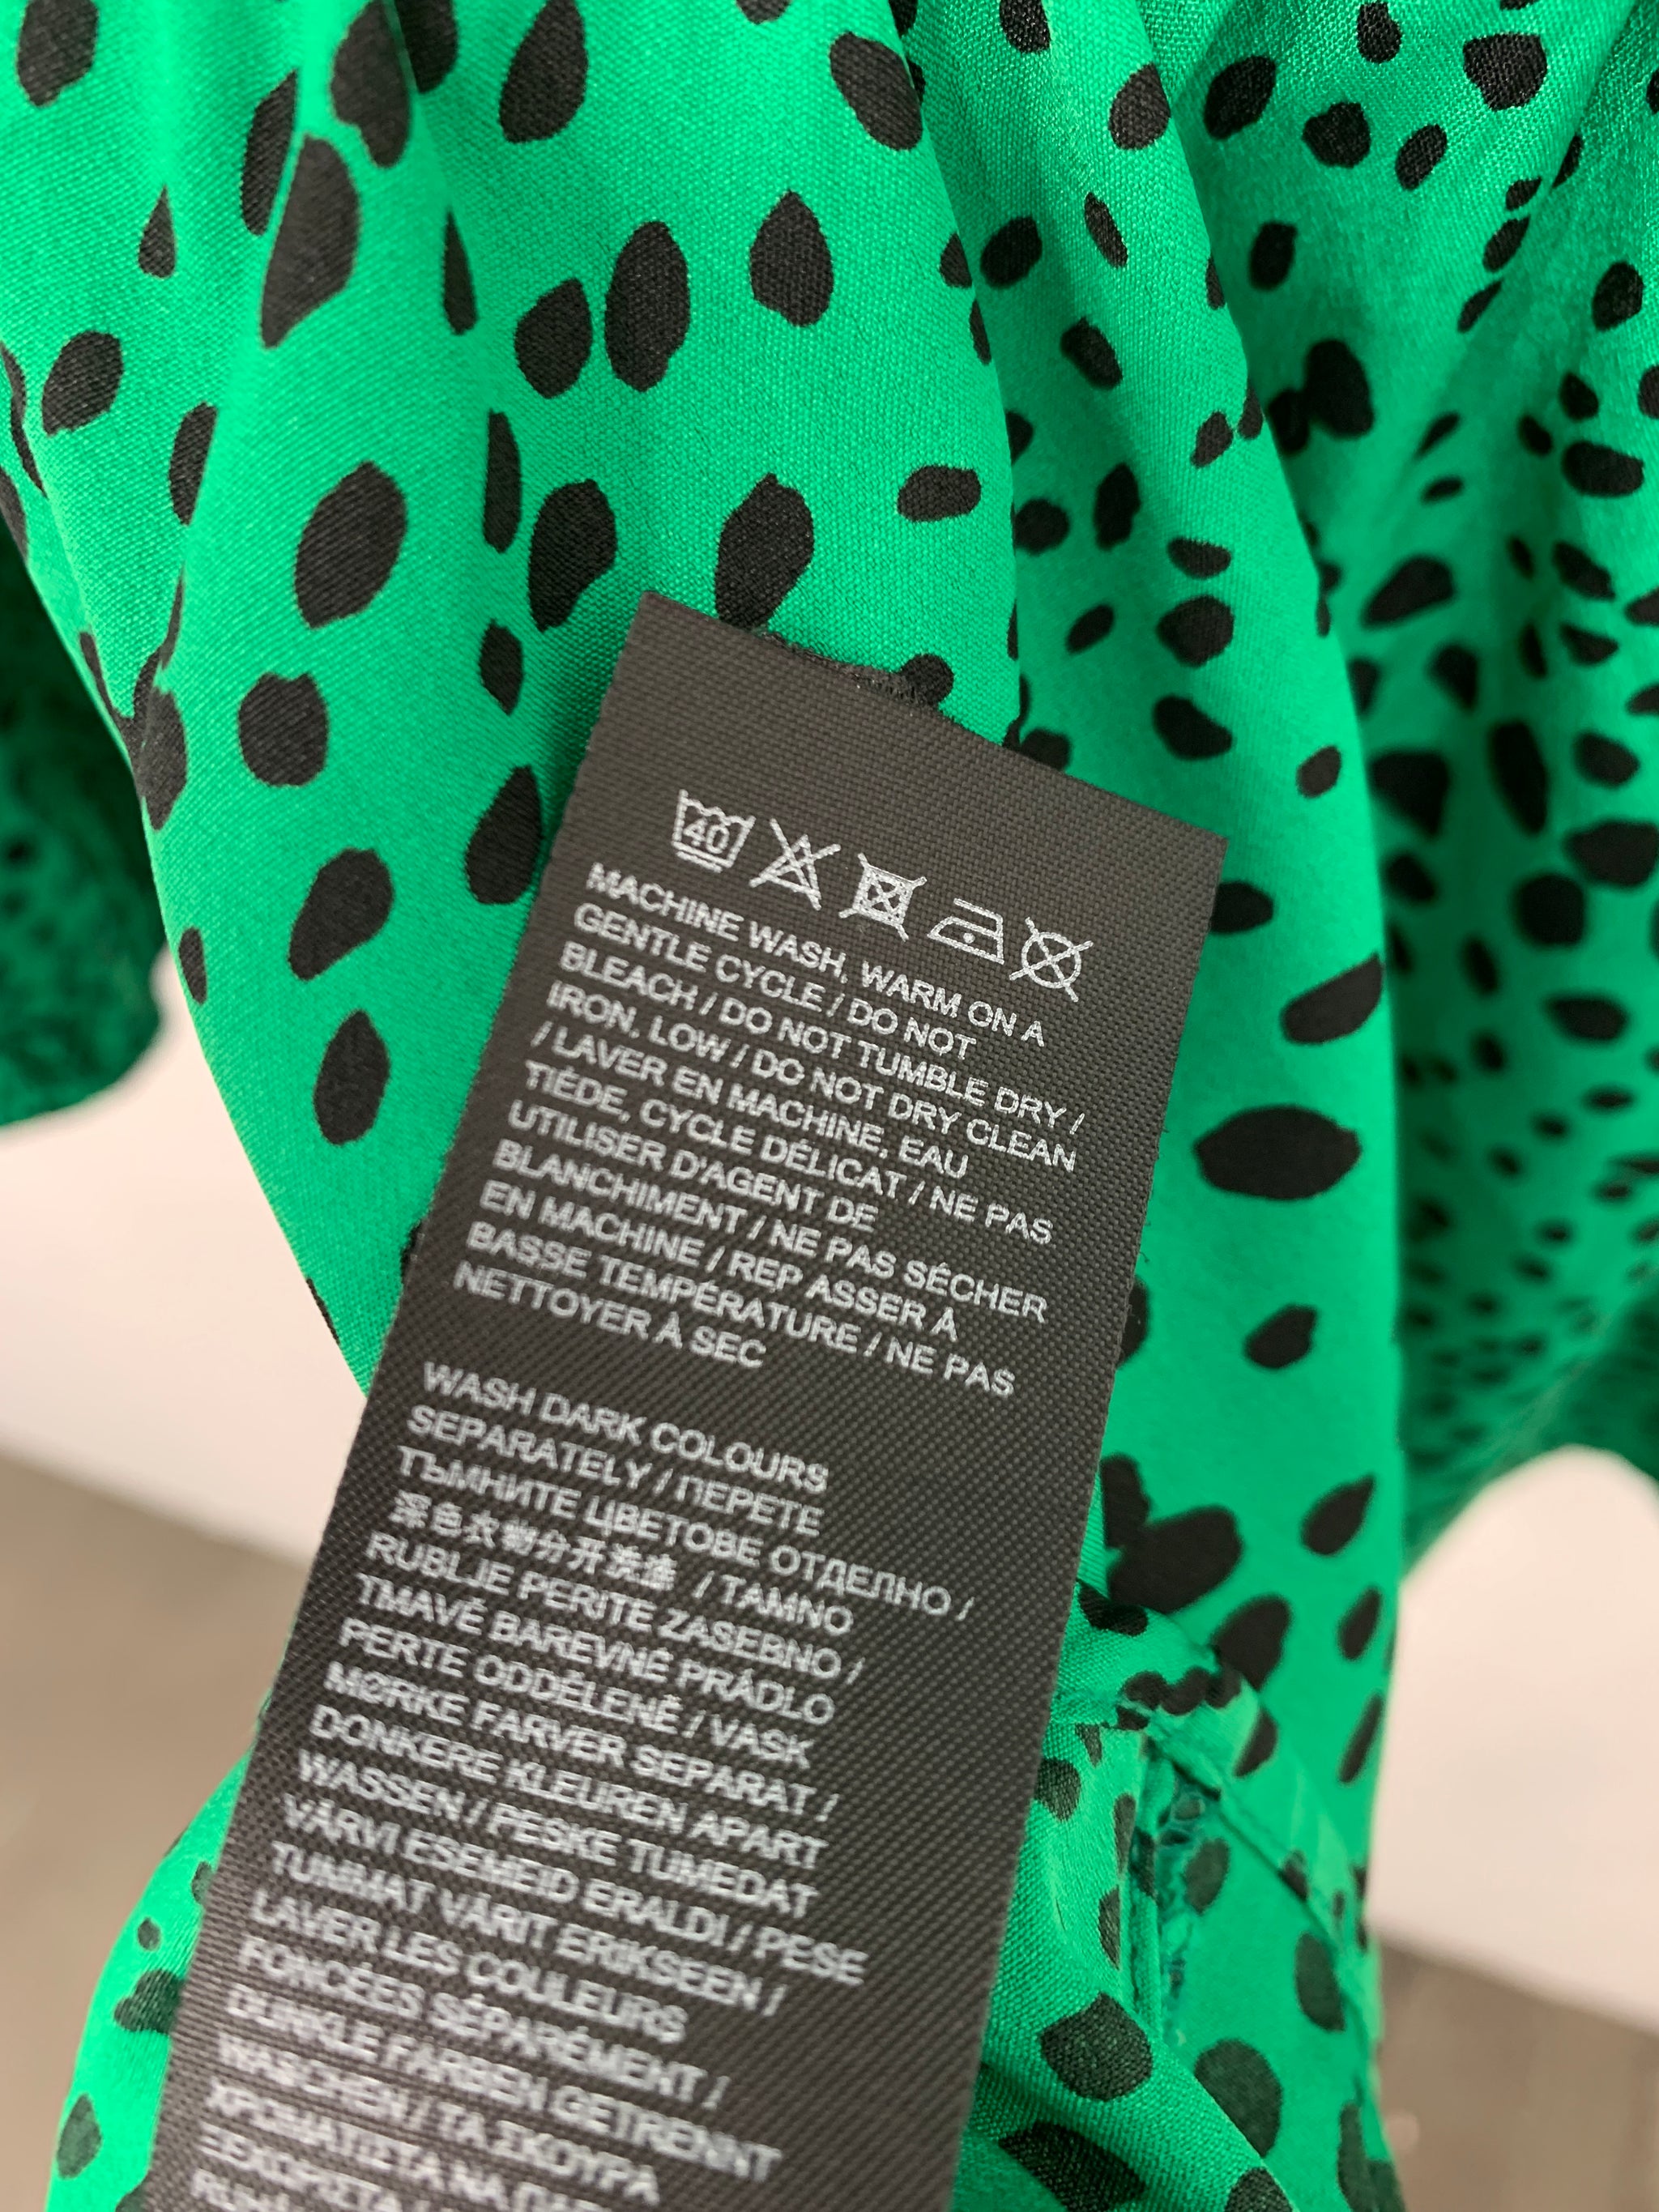 40
MACHINE WASH, WARM ON A
GENTLE CYCLE / DO NOT
BLEACH / DO NOT TUMBLE DRY /
IRON, LOW / DO NOT DRY CLEAN
/ LAVER EN MACHINE, EAU
TIÈDE, CYCLE DÉLICAT / NE PAS
UTILISER D'AGENT DE
BLANCHIMENT / NE PAS SÉCHER
EN MACHINE / REP ASSER À
BASSE TEMPÉRATURE / NE PAS
NETTOYER À SEC
WASH DARK COLOURS
SEPARATELY / ПЕРЕТЕ
ТЪМНИТЕ ЦВЕТОВЕ ОТДЕЛНО /
深色衣物分开洗涤 / TAMNO
RUBLJE PERITE ZASEBNO /
TMAVÉ BAREVNÉ PRÁDLO
PERTE ODDĚLENĚ / VASK
MØRKE FARVER SEPARAT /
DONKERE KLEUREN APART
WASSEN / PESKE TUMEDAT
VÄRVI ESEMEID ERALDI / PESE
TUMMAT VÄRIT ERIKSEEN /
LAVER LES COULEURS
FONCÉES SÉPARÉMENT /
DUNKLE FARBEN GETRENNT
WASCHEN / ΤΑ ΣΚΟΥΡΑ
ΧΡΩΜΑΤΙΣΤΑ ΝΑ